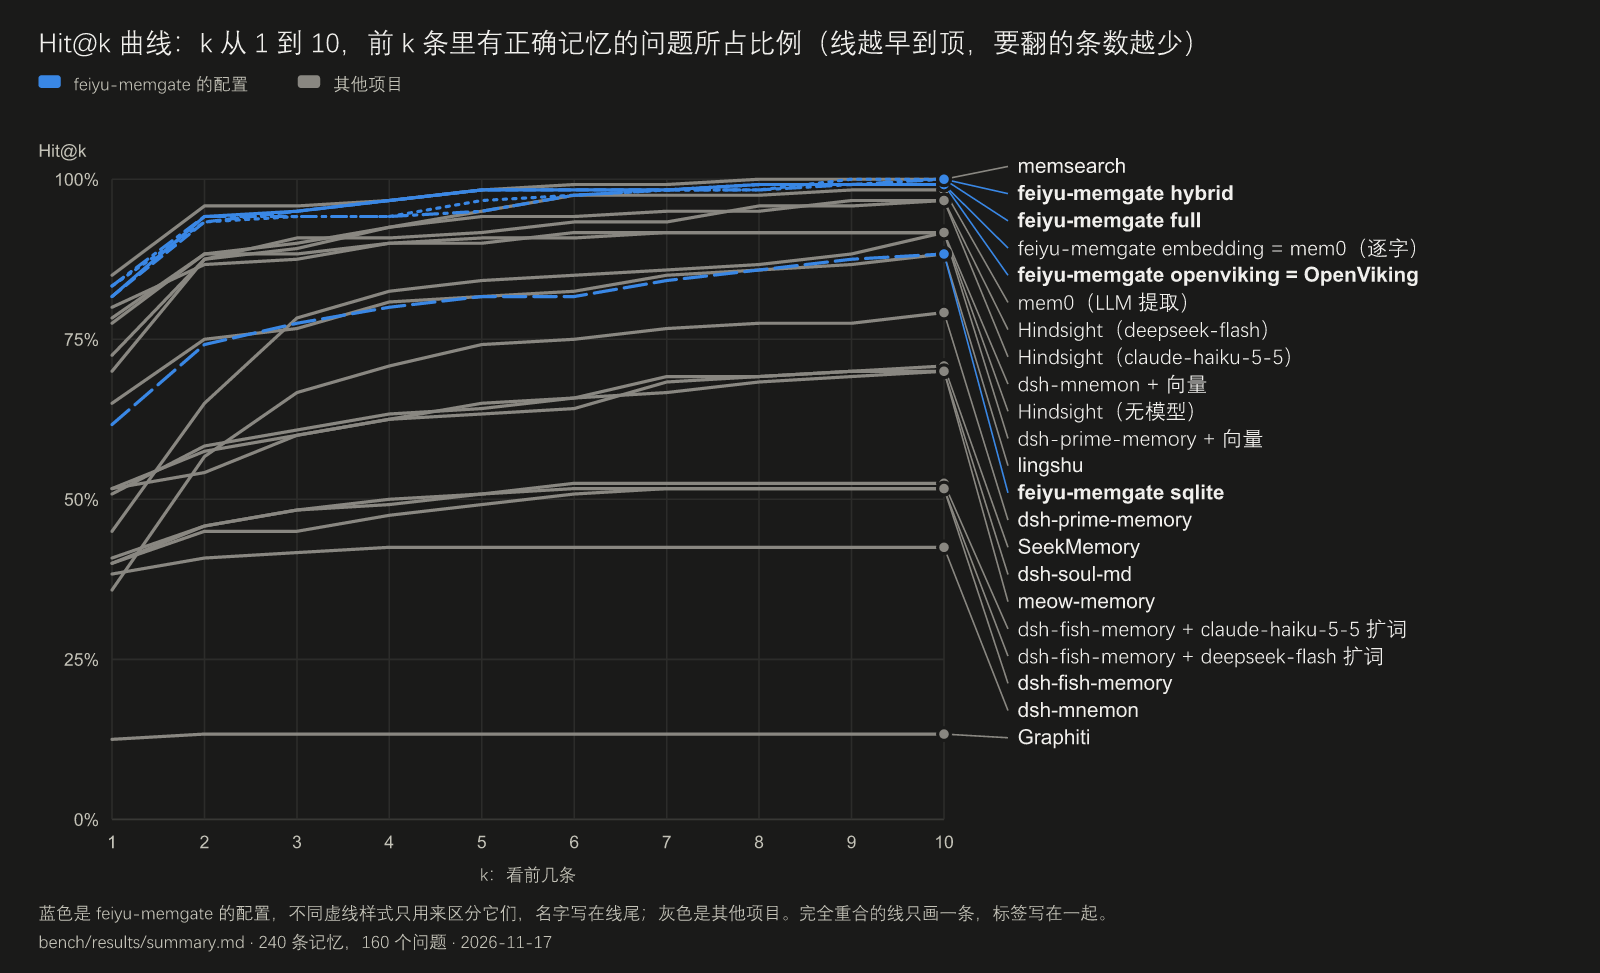 Hit@k 曲线：k 从 1 到 10，前 k 条里有正确记忆的问题所占比例（线越早到顶，要翻的条数越少）
feiyu-memgate 的配置
其他项目
Hit@k
100%
75%
50%
25%
0%
1 2 3 4 5 6 7 8 9 10
k：看前几条
memsearch
feiyu-memgate hybrid
feiyu-memgate full
feiyu-memgate embedding = mem0（逐字）
feiyu-memgate openviking = OpenViking
mem0（LLM 提取）
Hindsight（deepseek-flash）
Hindsight（claude-haiku-5-5）
dsh-mnemon + 向量
Hindsight（无模型）
dsh-prime-memory + 向量
lingshu
feiyu-memgate sqlite
dsh-prime-memory
SeekMemory
dsh-soul-md
meow-memory
dsh-fish-memory + claude-haiku-5-5 扩词
dsh-fish-memory + deepseek-flash 扩词
dsh-fish-memory
dsh-mnemon
Graphiti
蓝色是 feiyu-memgate 的配置，不同虚线样式只用来区分它们，名字写在线尾；灰色是其他项目。完全重合的线只画一条，标签写在一起。
bench/results/summary.md · 240 条记忆，160 个问题 · 2026-11-17